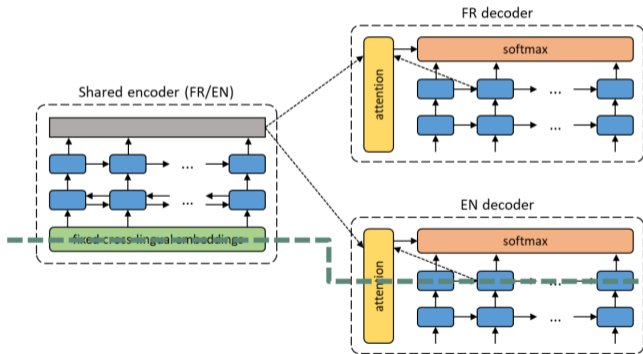 FR decoder
softmax
attention
...
...
Shared encoder (FR/EN)
...
...
fixed cross-lingual embeddings
EN decoder
softmax
attention
...
...